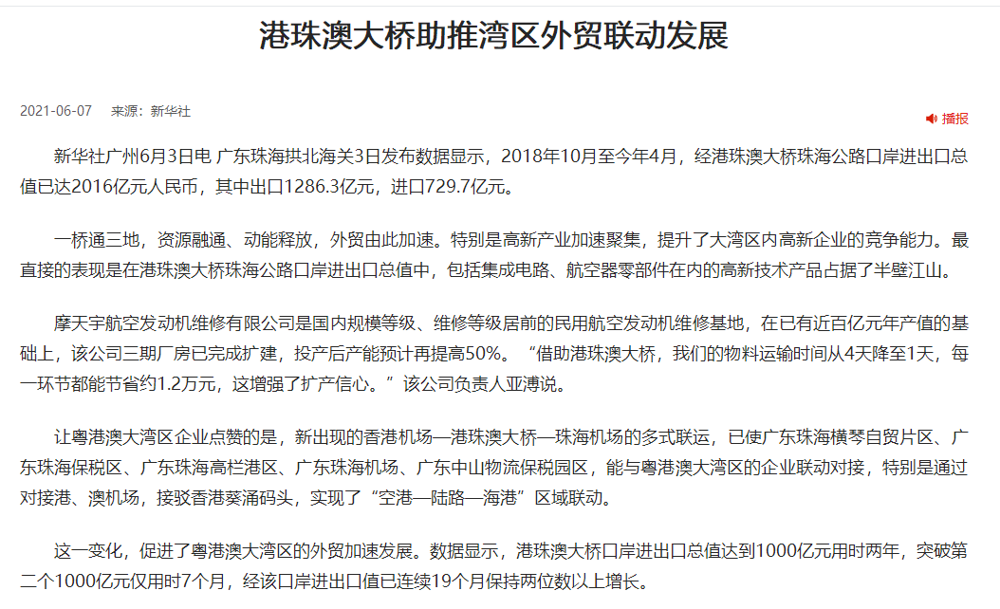 港珠澳大桥助推湾区外贸联动发展
2021-06-07 来源：新华社
播报
新华社广州6月3日电 广东珠海拱北海关3日发布数据显示，2018年10月至今年4月，经港珠澳大桥珠海公路口岸进出口总
值已达2016亿元人民币，其中出口1286.3亿元，进口729.7亿元。
一桥通三地，资源融通、动能释放，外贸由此加速。特别是高新产业加速聚集，提升了大湾区内高新企业的竞争能力。最
直接的表现是在港珠澳大桥珠海公路口岸进出口总值中，包括集成电路、航空器零部件在内的高新技术产品占据了半壁江山。
摩天宇航空发动机维修有限公司是国内规模等级、维修等级居前的民用航空发动机维修基地，在已有近百亿元年产值的基
础上，该公司三期厂房已完成扩建，投产后产能预计再提高50%。“借助港珠澳大桥，我们的物料运输时间从4天降至1天，每
一环节都能节省约1.2万元，这增强了扩产信心。”该公司负责人亚溥说。
让粤港澳大湾区企业点赞的是，新出现的香港机场—港珠澳大桥—珠海机场的多式联运，已使广东珠海横琴自贸片区、广
东珠海保税区、广东珠海高栏港区、广东珠海机场、广东中山物流保税园区，能与粤港澳大湾区的企业联动对接，特别是通过
对接港、澳机场，接驳香港葵涌码头，实现了“空港—陆路—海港”区域联动。
这一变化，促进了粤港澳大湾区的外贸加速发展。数据显示，港珠澳大桥口岸进出口总值达到1000亿元用时两年，突破第
二个1000亿元仅用时7个月，经该口岸进出口值已连续19个月保持两位数以上增长。